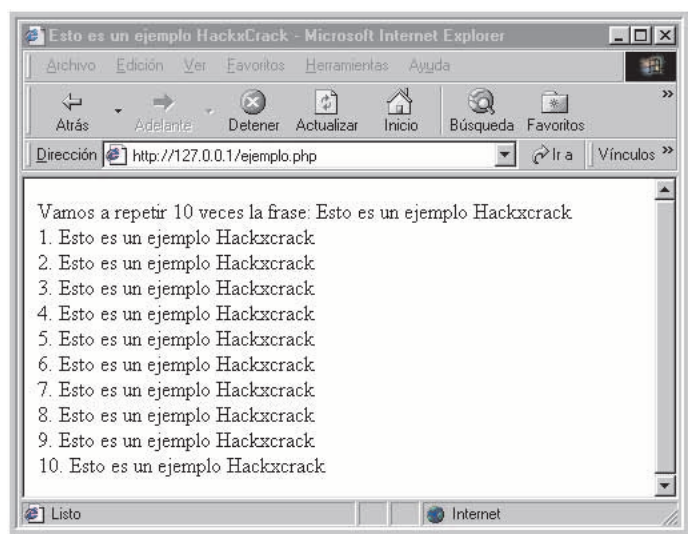 Esto es un ejemplo HackxCrack - Microsoft Internet Explorer
Archivo Edición Ver Favoritos Herramientas Ayuda
Atrás Adelante Detener Actualizar Inicio Búsqueda Favoritos »
Dirección http://127.0.0.1/ejemplo.php Ir a Vínculos »
Vamos a repetir 10 veces la frase: Esto es un ejemplo Hackxcrack
1. Esto es un ejemplo Hackxcrack
2. Esto es un ejemplo Hackxcrack
3. Esto es un ejemplo Hackxcrack
4. Esto es un ejemplo Hackxcrack
5. Esto es un ejemplo Hackxcrack
6. Esto es un ejemplo Hackxcrack
7. Esto es un ejemplo Hackxcrack
8. Esto es un ejemplo Hackxcrack
9. Esto es un ejemplo Hackxcrack
10. Esto es un ejemplo Hackxcrack
Listo Internet